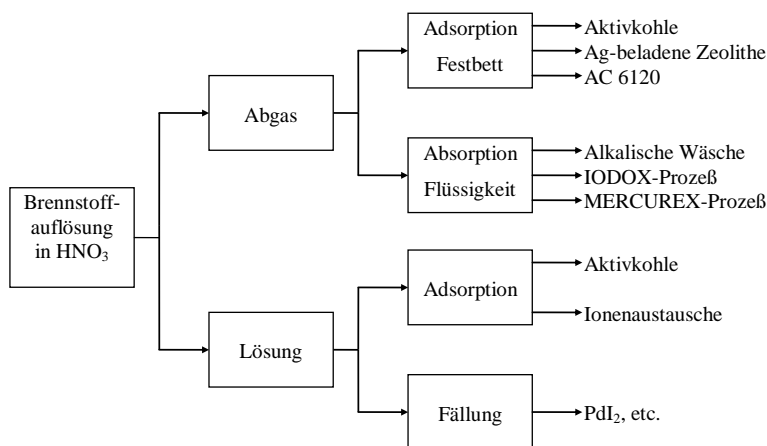 Brennstoff-
auflösung
in HNO₃
Abgas
Adsorption
Festbett
Aktivkohle
Ag-beladene Zeolithe
AC 6120
Absorption
Flüssigkeit
Alkalische Wäsche
IODOX-Prozeß
MERCUREX-Prozeß
Lösung
Adsorption
Aktivkohle
Ionenaustausche
Fällung
PdI₂, etc.